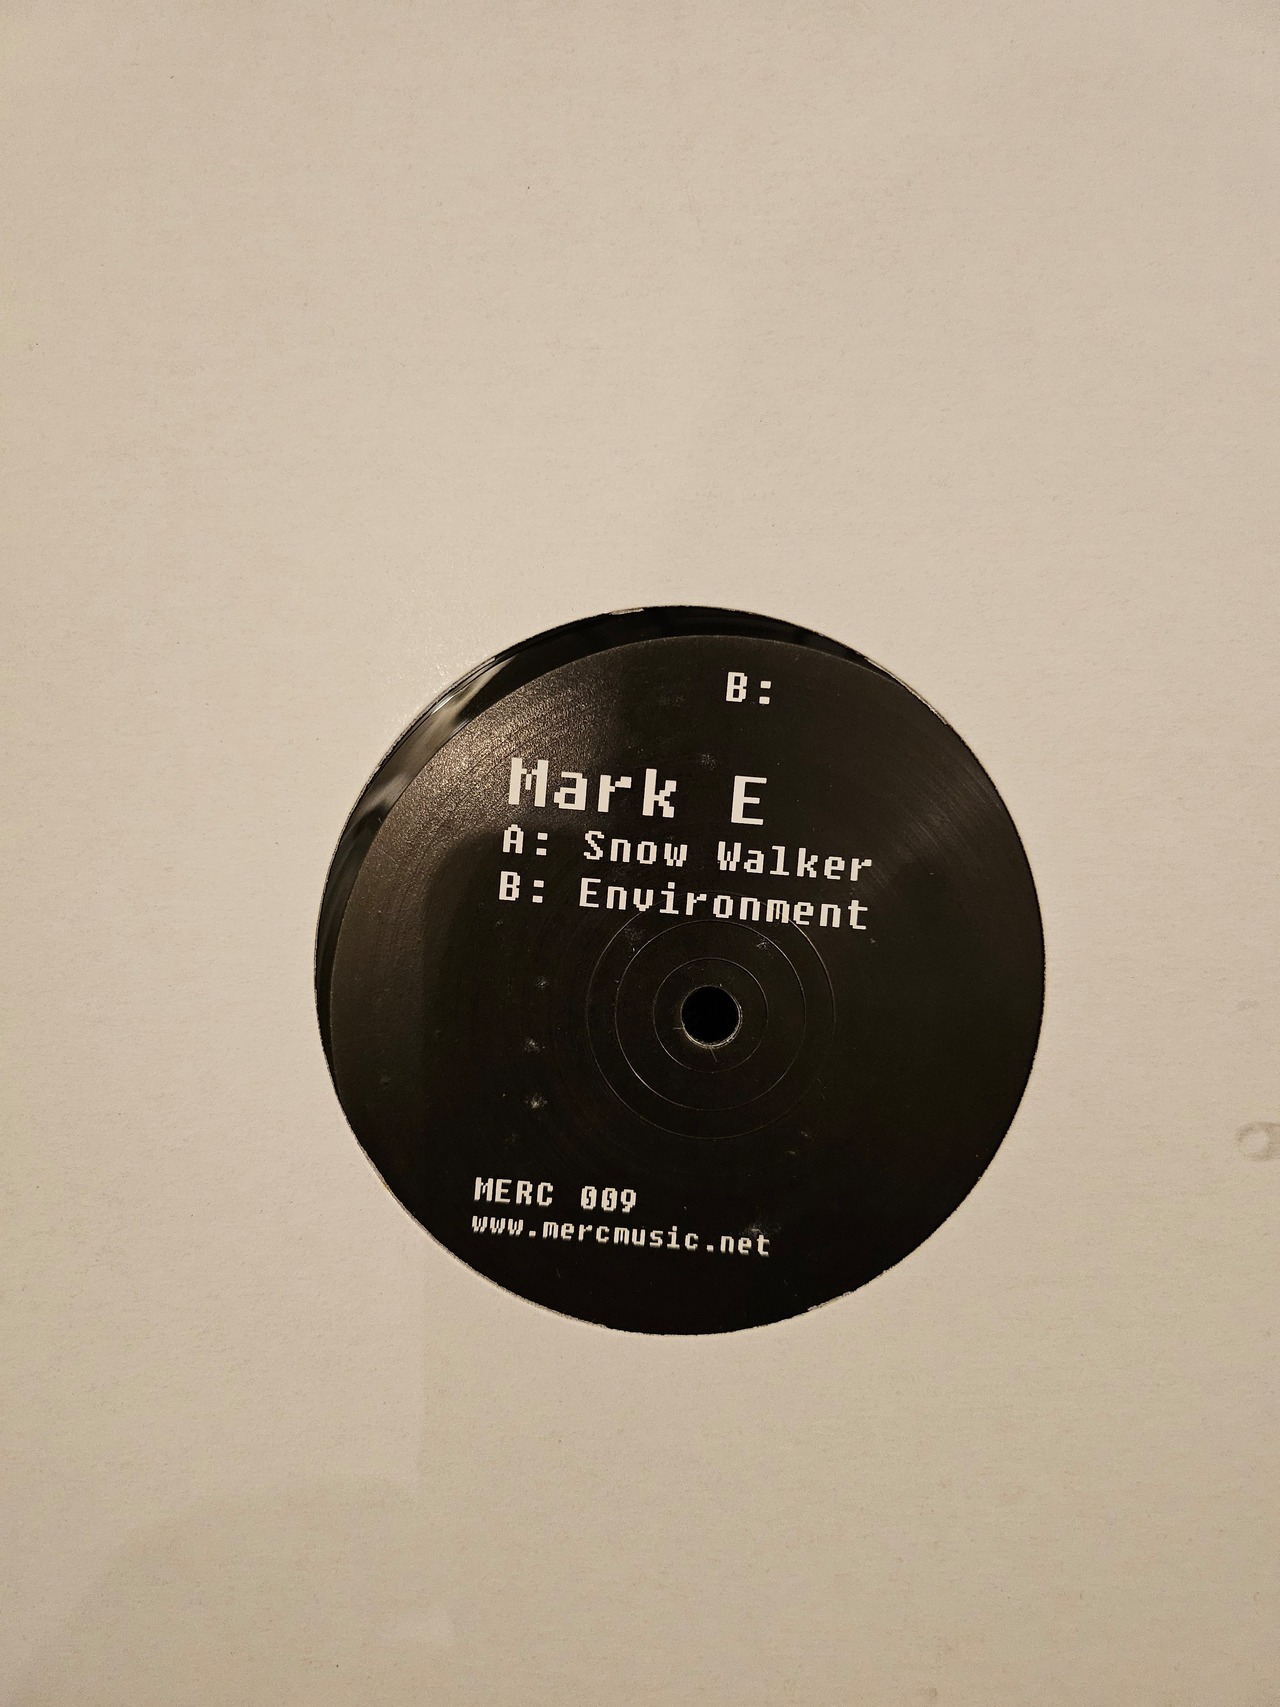 B:
Mark E
A: Snow Walker
B: Environment
MERC 009
www.mercmusic.net